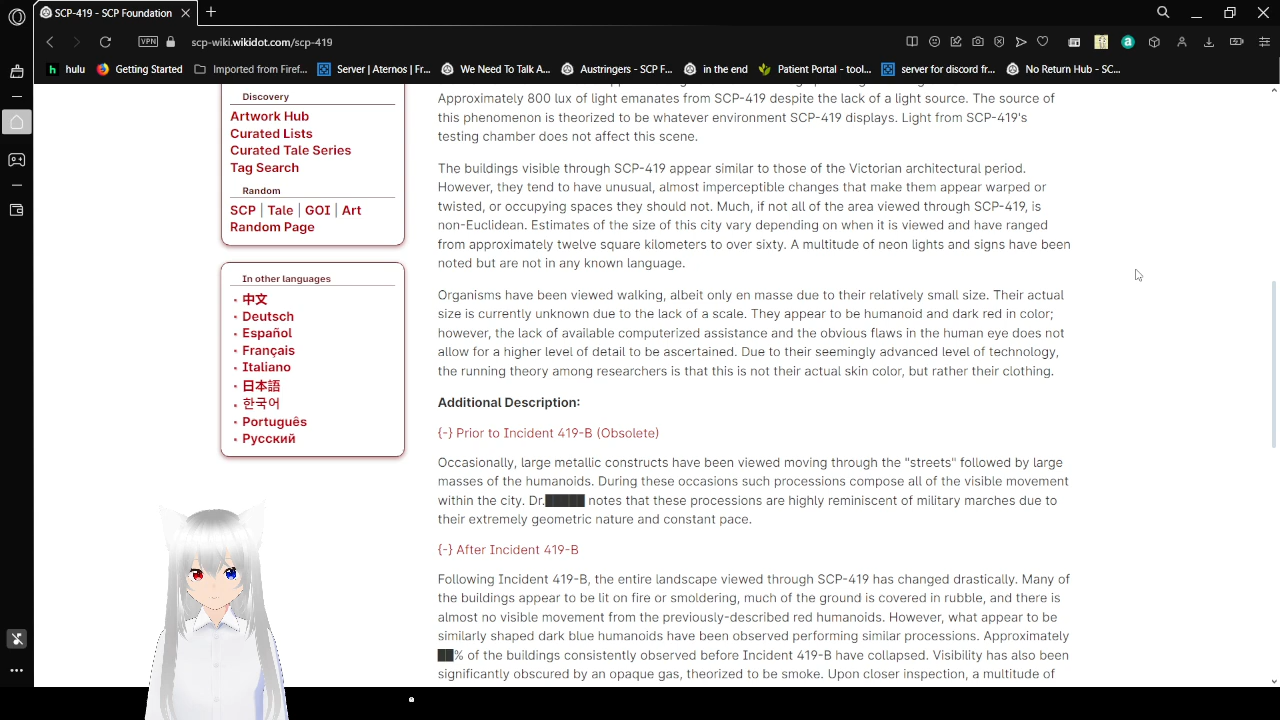 SCP-419 - SCP Foundation
VPN
scp-wiki.wikidot.com/scp-419
hulu
Getting Started
Imported from Firef...
Server | Aternos | Fr...
We Need To Talk A...
Austringers - SCP F...
in the end
Patient Portal - tool...
server for discord fr...
No Return Hub - SC...
Discovery
Artwork Hub
Curated Lists
Curated Tale Series
Tag Search
Random
SCP | Tale | GOI | Art
Random Page
In other languages
中文
Deutsch
Español
Français
Italiano
日本語
한국어
Português
Русский
Approximately 800 lux of light emanates from SCP-419 despite the lack of a light source. The source of
this phenomenon is theorized to be whatever environment SCP-419 displays. Light from SCP-419's
testing chamber does not affect this scene.
The buildings visible through SCP-419 appear similar to those of the Victorian architectural period.
However, they tend to have unusual, almost imperceptible changes that make them appear warped or
twisted, or occupying spaces they should not. Much, if not all of the area viewed through SCP-419, is
non-Euclidean. Estimates of the size of this city vary depending on when it is viewed and have ranged
from approximately twelve square kilometers to over sixty. A multitude of neon lights and signs have been
noted but are not in any known language.
Organisms have been viewed walking, albeit only en masse due to their relatively small size. Their actual
size is currently unknown due to the lack of a scale. They appear to be humanoid and dark red in color;
however, the lack of available computerized assistance and the obvious flaws in the human eye does not
allow for a higher level of detail to be ascertained. Due to their seemingly advanced level of technology,
the running theory among researchers is that this is not their actual skin color, but rather their clothing.
Additional Description:
{-} Prior to Incident 419-B (Obsolete)
Occasionally, large metallic constructs have been viewed moving through the "streets" followed by large
masses of the humanoids. During these occasions such processions compose all of the visible movement
within the city. Dr.█████ notes that these processions are highly reminiscent of military marches due to
their extremely geometric nature and constant pace.
{-} After Incident 419-B
Following Incident 419-B, the entire landscape viewed through SCP-419 has changed drastically. Many of
the buildings appear to be lit on fire or smoldering, much of the ground is covered in rubble, and there is
almost no visible movement from the previously-described red humanoids. However, what appear to be
similarly shaped dark blue humanoids have been observed performing similar processions. Approximately
██% of the buildings consistently observed before Incident 419-B have collapsed. Visibility has also been
significantly obscured by an opaque gas, theorized to be smoke. Upon closer inspection, a multitude of